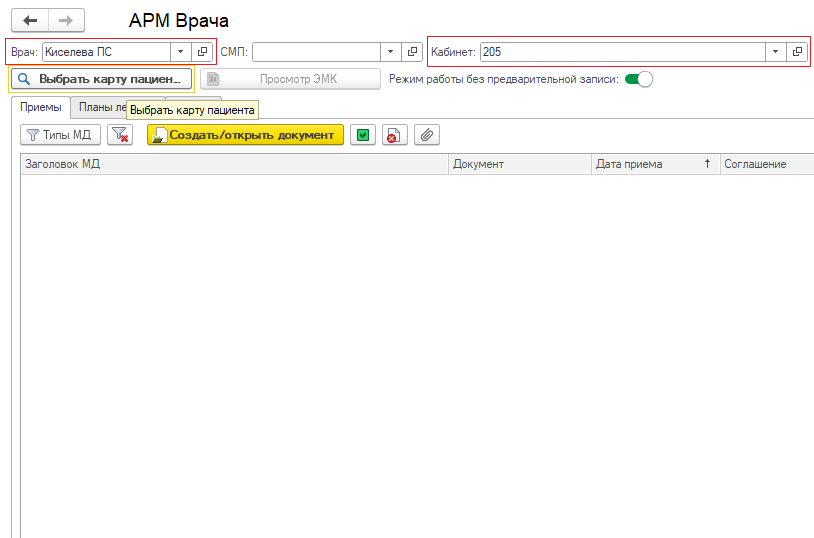 АРМ Врача
Врач: Киселева ПС СМП: Кабинет: 205
Выбрать карту пациен... Просмотр ЭМК Режим работы без предварительной записи:
Приемы Планы ле
Выбрать карту пациента
Типы МД Создать/открыть документ
Заголовок МД Документ Дата приема ↑ Соглашение